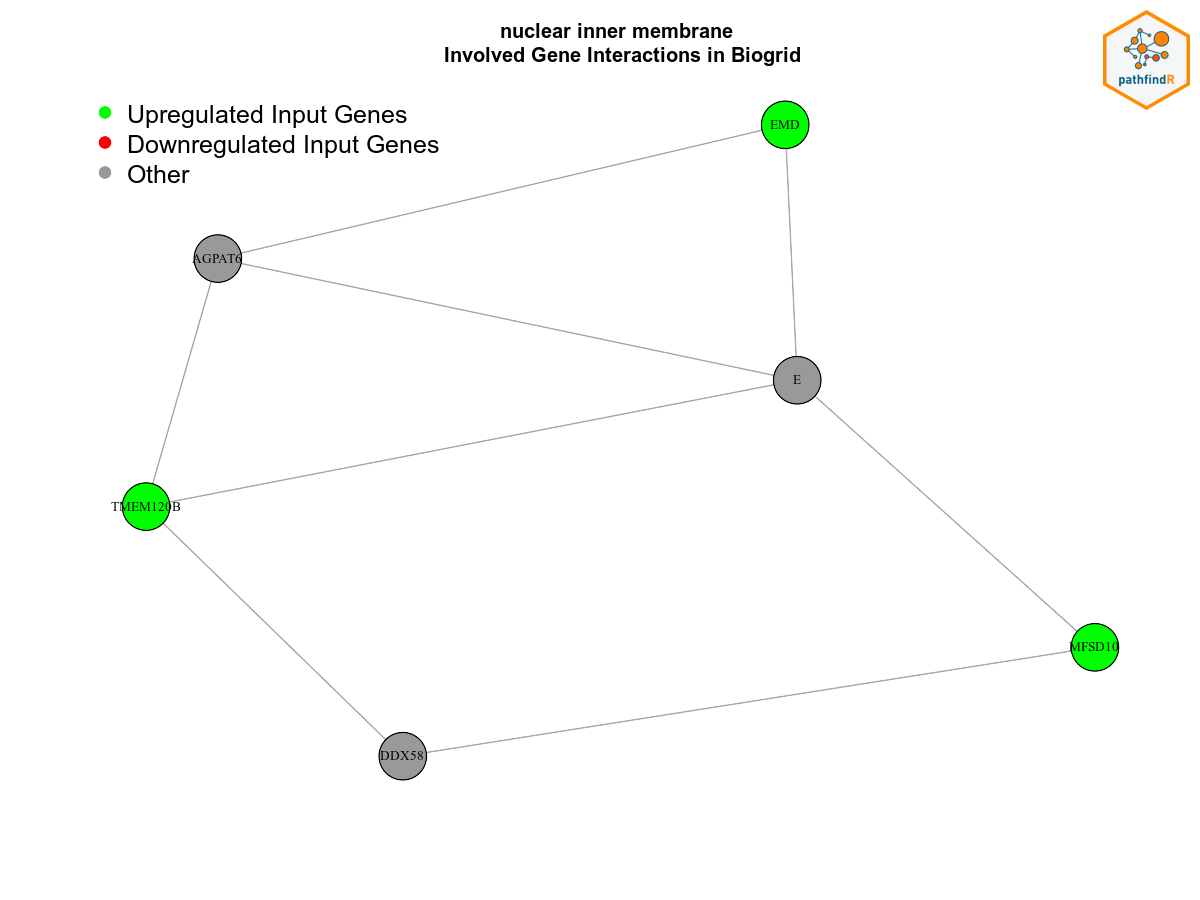 nuclear inner membrane
Involved Gene Interactions in Biogrid
pathfindR
Upregulated Input Genes
Downregulated Input Genes
Other
EMD
AGPAT6
E
TMEM120B
MFSD10
DDX58